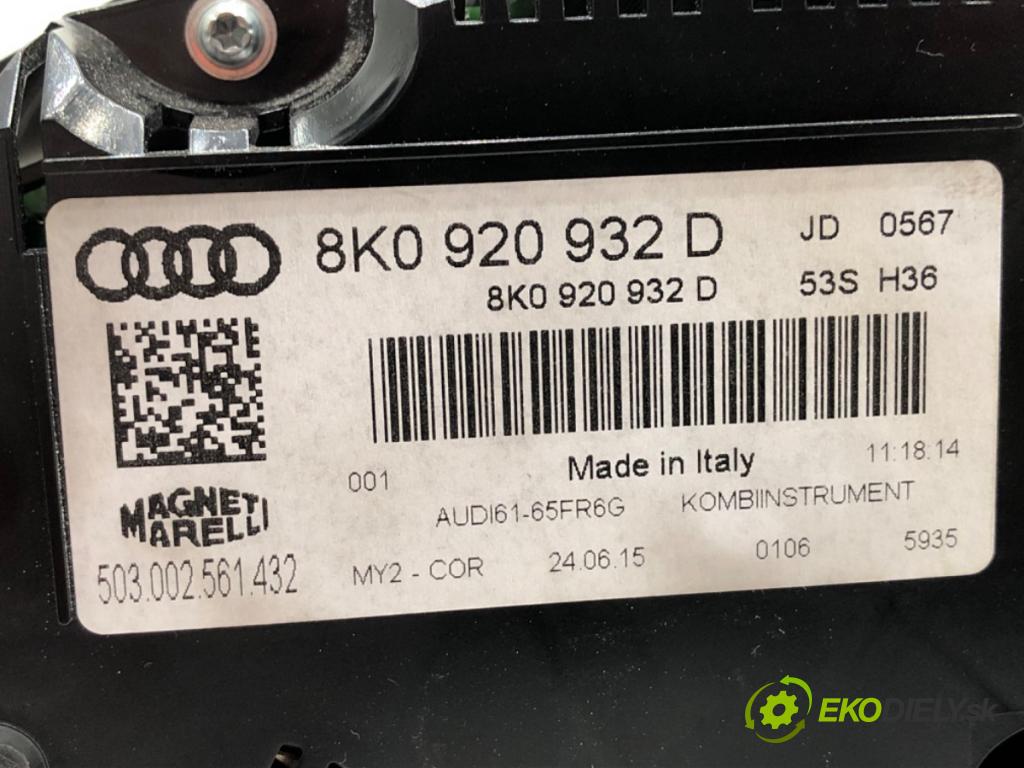 8K0 920 932 D JD 0567
8K0 920 932 D 53S H36
001 Made in Italy 11:18:14
AUDI61-65FR6G KOMBIINSTRUMENT
MAGNETI
MARELLI
503.002.561.432 MY2 - COR 24.06.15 0106 5935
EKODIELY.sk